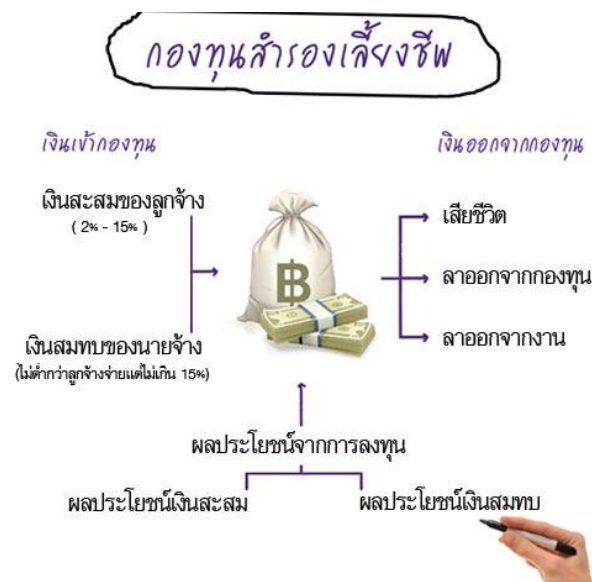 กองทุนสำรองเลี้ยงชีพ
เงินเข้ากองทุน
เงินออกจากกองทุน
เงินสะสมของลูกจ้าง
( 2% - 15% )
เงินสมทบของนายจ้าง
(ไม่ต่ำกว่าลูกจ้างจ่ายแต่ไม่เกิน 15%)
฿
เสียชีวิต
ลาออกจากกองทุน
ลาออกจากงาน
ผลประโยชน์จากการลงทุน
ผลประโยชน์เงินสะสม
ผลประโยชน์เงินสมทบ